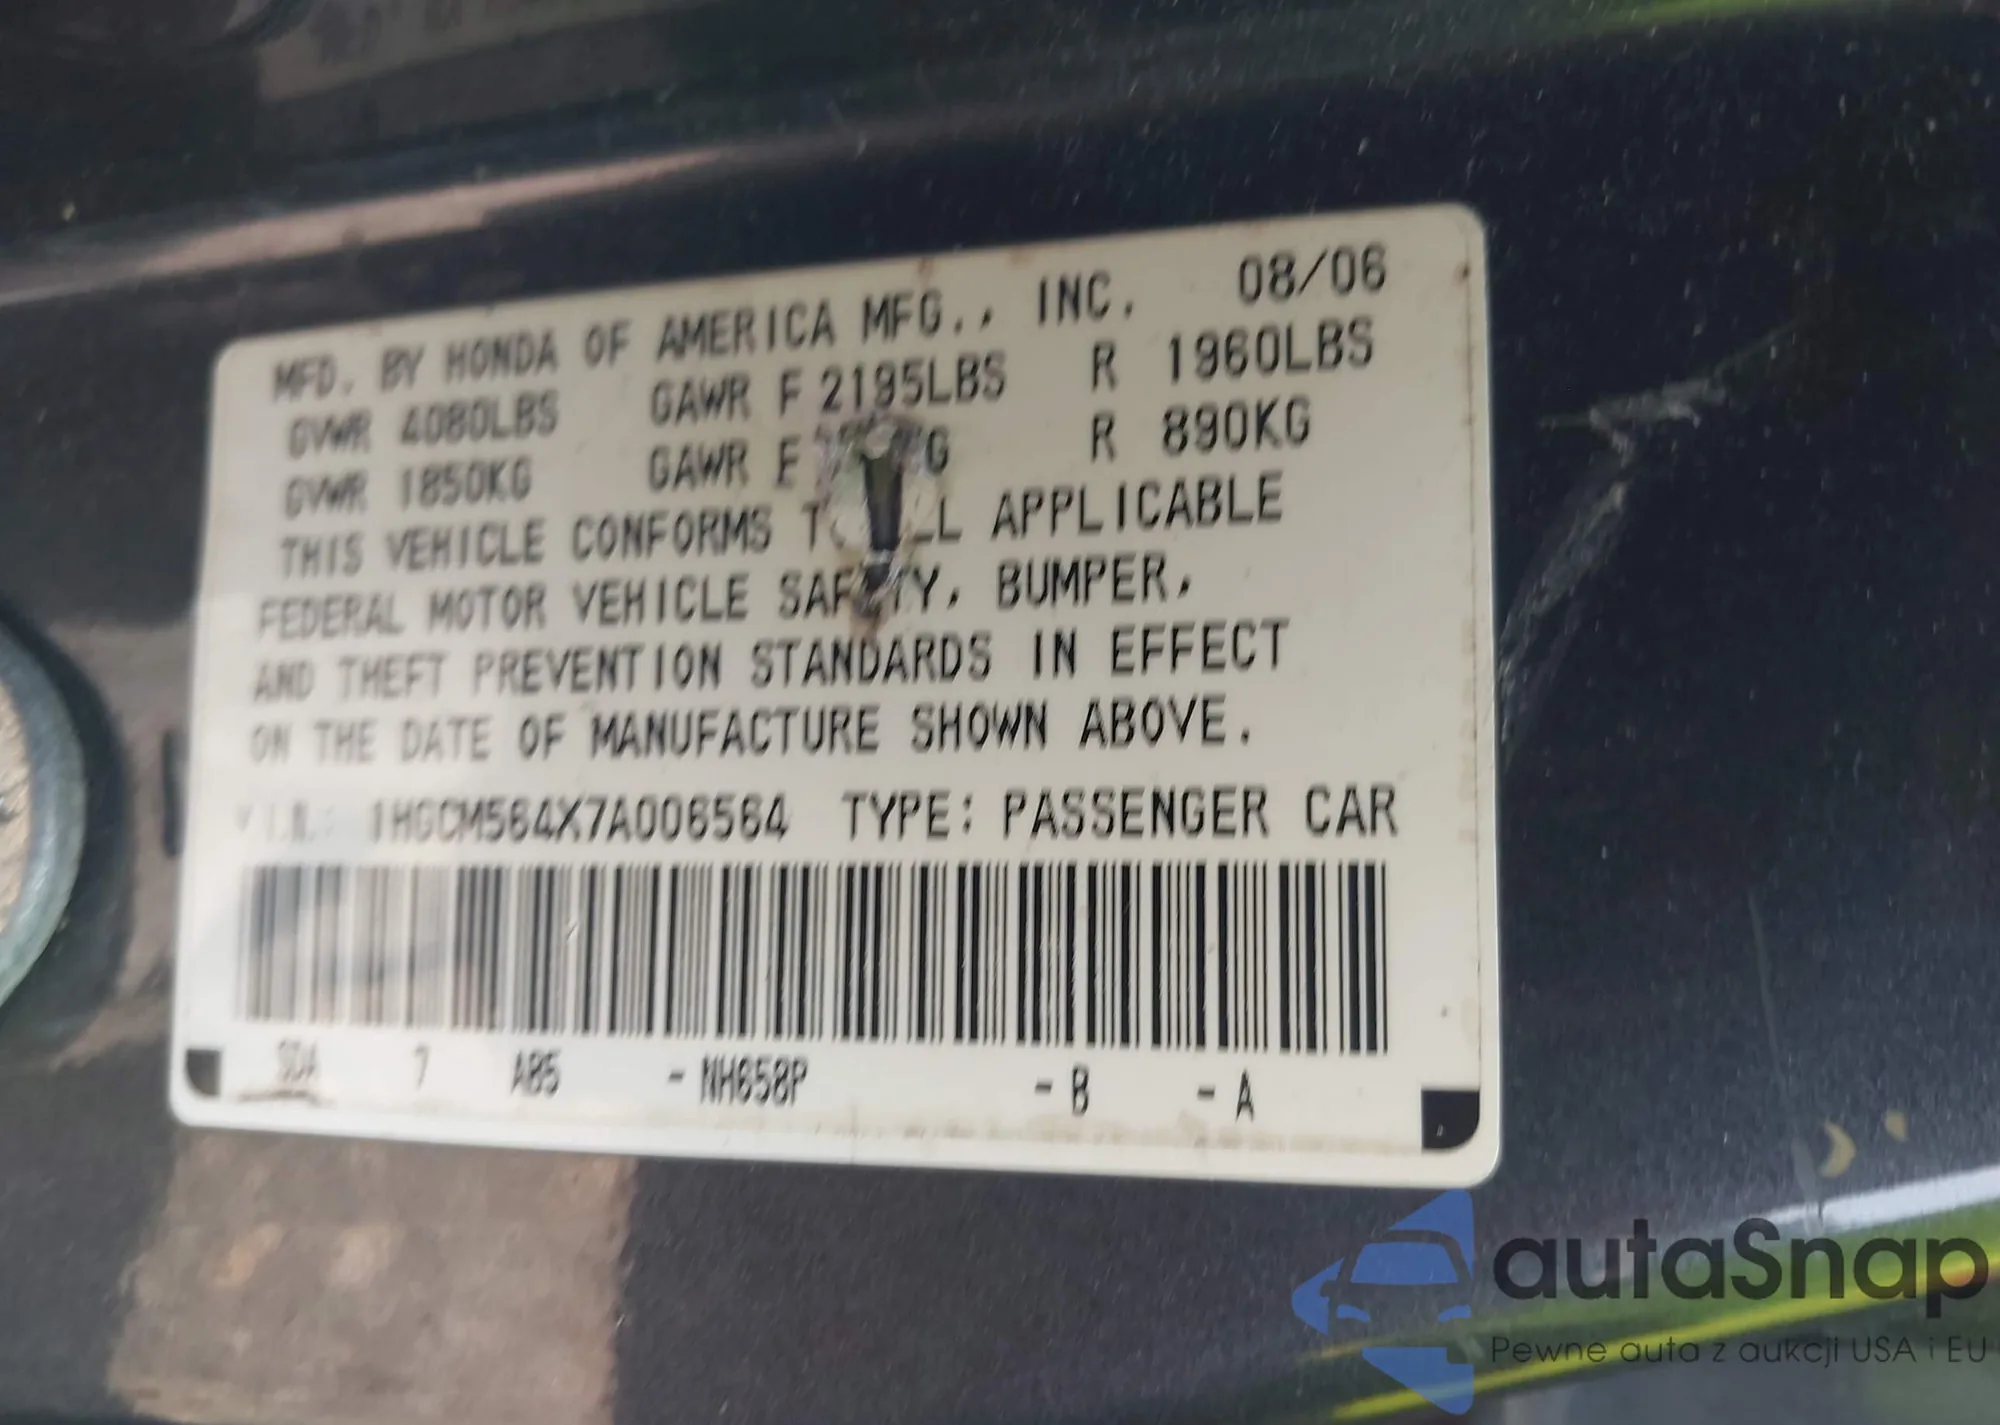 MFD. BY HONDA OF AMERICA MFG., INC. 08/06
GVWR 4080LBS GAWR F 2195LBS R 1960LBS
GVWR 1850KG GAWR F G R 890KG
THIS VEHICLE CONFORMS APPLICABLE
FEDERAL MOTOR VEHICLE SAFETY, BUMPER,
AND THEFT PREVENTION STANDARDS IN EFFECT
ON THE DATE OF MANUFACTURE SHOWN ABOVE.
V.I.N.: 1HGCM564X7A006564 TYPE: PASSENGER CAR
SDA 7 AB5 - NH658P - B - A
autaSnap
Pewne auta z aukcji USA i EU